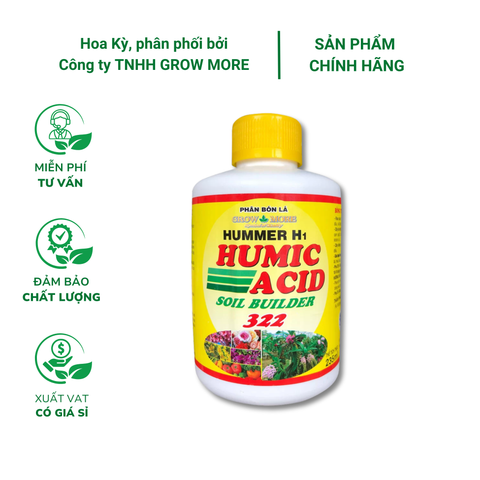 Hoa Kỳ, phân phối bởi
Công ty TNHH GROW MORE
SẢN PHẨM
CHÍNH HÃNG
MIỄN PHÍ
TƯ VẤN
ĐẢM BẢO
CHẤT LƯỢNG
XUẤT VAT
CÓ GIÁ SỈ
PHÂN BÓN LÁ
GROW MORE
HUMMER H1
HUMIC
ACID
SOIL BUILDER
322